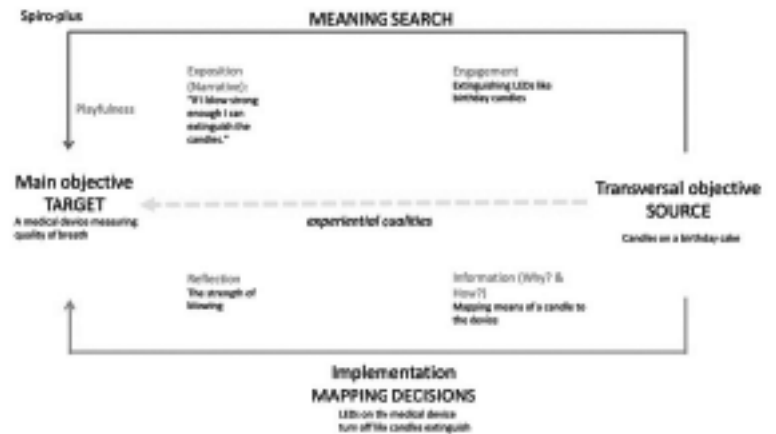 Spiro-plus
MEANING SEARCH
Exposition
(Narrative):
"If I blow strong
enough I can
extinguish the
candles."
Engagement
Extinguishing LEDs like
birthday candles
Playfulness
Main objective
TARGET
A medical device measuring
quality of breath
experiential qualities
Transversal objective
SOURCE
Candles on a birthday cake
Reflection
The strength of
blowing
Information (Why? &
How?)
Mapping means of a candle to
the device
Implementation
MAPPING DECISIONS
LEDs on the medical device
turn off like candles extinguish